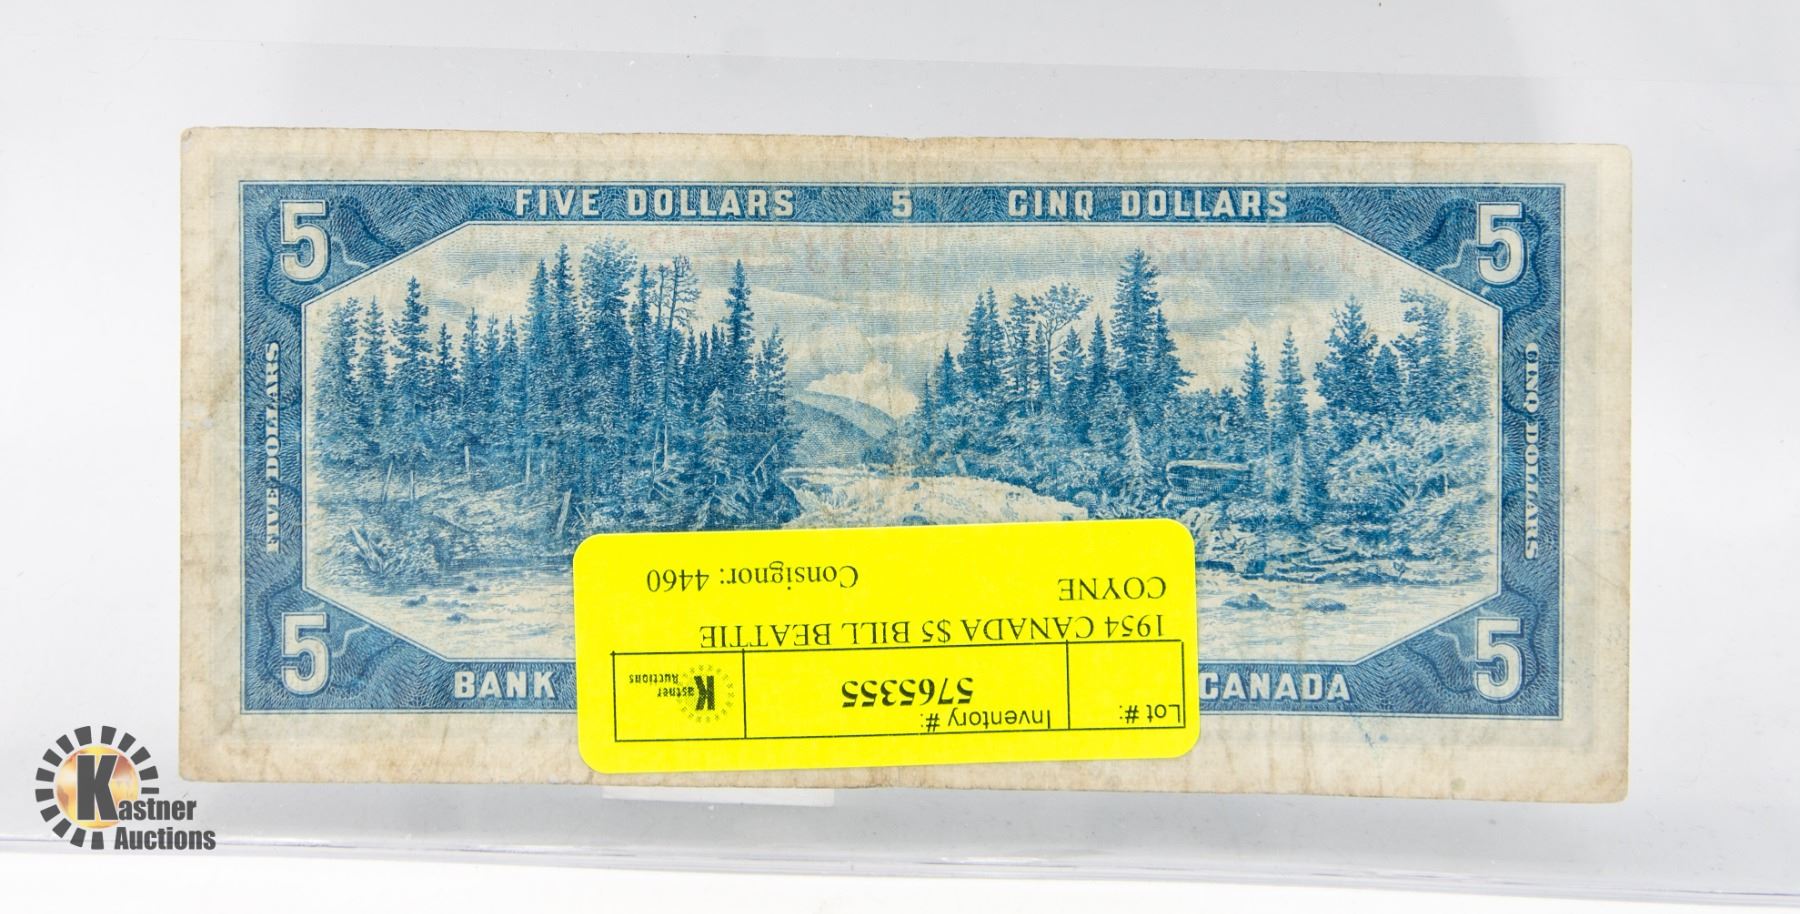 FIVE DOLLARS 5 CINQ DOLLARS
5 5
FIVE DOLLARS
CINQ DOLLARS
5 5
BANK CANADA
Lot #: Inventory #:
5765355
Kastner
Auctions
1954 CANADA $5 BILL BEATTIE
COYNE Consignor: 4460
Kastner
Auctions